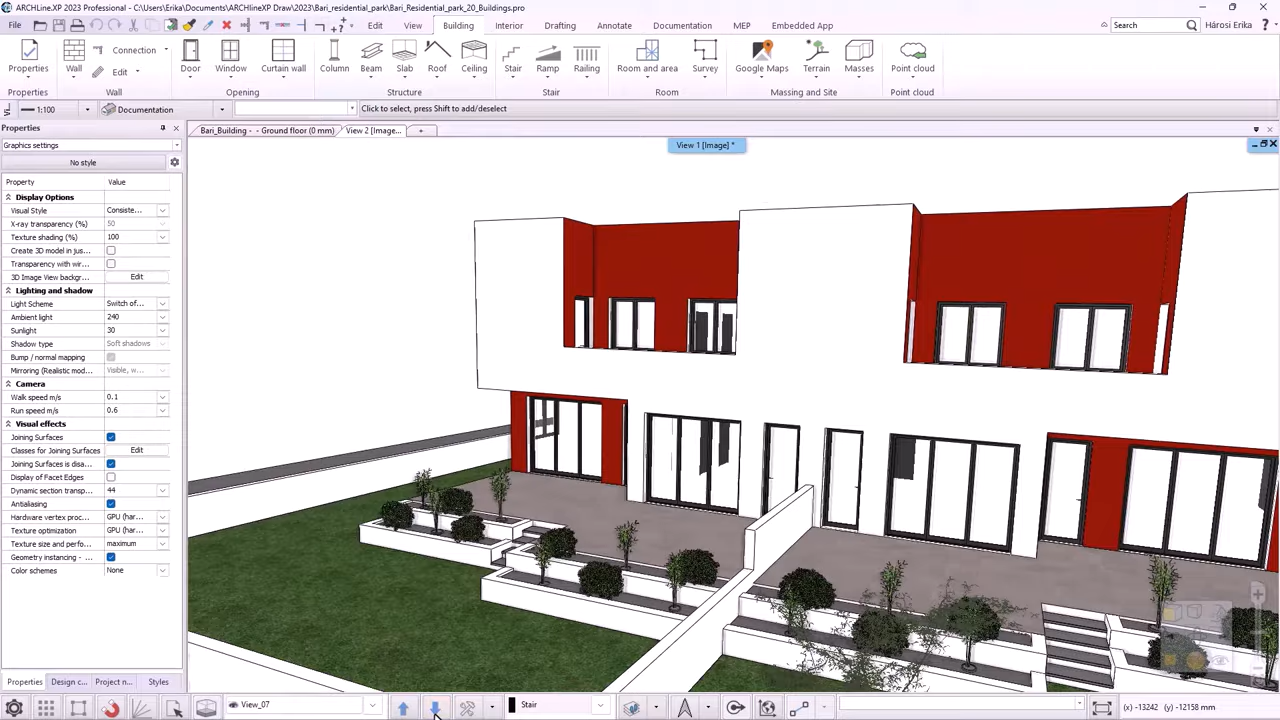 ARCHLine.XP 2023 Professional - C:\Users\Erika\Documents\ARCHlineXP Draw\2023\Bari_residential_park\Bari_Residential_park_20_Buildings.pro
File Edit View Building Interior Drafting Annotate Documentation MEP Embedded App Search Hárosi Erika
Properties Wall Connection Edit Door Window Curtain wall Column Beam Slab Roof Ceiling Stair Ramp Railing Room and area Survey Google Maps Terrain Masses Point cloud
Properties Wall Opening Structure Stair Room Massing and Site Point cloud
1:100 Documentation Click to select, press Shift to add/deselect
Properties
Bari_Building - - Ground floor (0 mm) View 2 [Image... +
Graphics settings
View 1 [Image] *
No style
Property Value
Display Options
Visual Style Consiste...
X-ray transparency (%) 50
Texture shading (%) 100
Create 3D model in jus...
Transparency with wir...
3D Image View backgr... Edit
Lighting and shadow
Light Scheme Switch of...
Ambient light 240
Sunlight 30
Shadow type Soft shadows
Bump / normal mapping
Mirroring (Realistic mod... Visible, w...
Camera
Walk speed m/s 0.1
Run speed m/s 0.6
Visual effects
Joining Surfaces
Classes for Joining Surfaces Edit
Joining Surfaces is disa...
Display of Facet Edges
Dynamic section transp... 44
Antialiasing
Hardware vertex proc... GPU (har...
Texture optimization GPU (har...
Texture size and perfo... maximum
Geometry instancing - ...
Color schemes None
Properties Design c... Project n... Styles
View_07 Stair (x) -13242 (y) -12158 mm